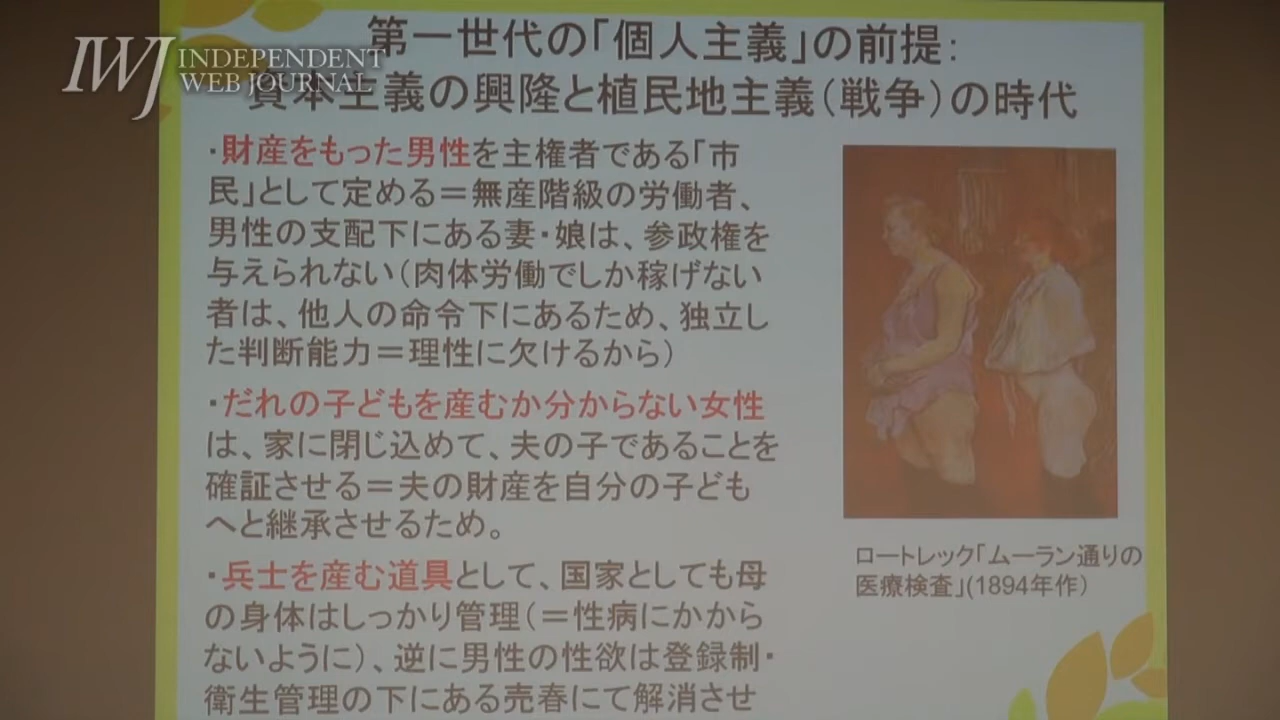 IWJ INDEPENDENT
WEB JOURNAL
第一世代の「個人主義」の前提:
資本主義の興隆と植民地主義(戦争)の時代
・財産をもった男性を主権者である「市
民」として定める=無産階級の労働者、
男性の支配下にある妻・娘は、参政権を
与えられない(肉体労働でしか稼げない
者は、他人の命令下にあるため、独立し
た判断能力=理性に欠けるから)
・だれの子どもを産むか分からない女性
は、家に閉じ込めて、夫の子であることを
確証させる=夫の財産を自分の子ども
へと継承させるため。
・兵士を産む道具として、国家としても母
の身体はしっかり管理(=性病にかから
ないように)、逆に男性の性欲は登録制・
衛生管理の下にある売春にて解消させ
ロートレック「ムーラン通りの
医療検査」(1894年作)